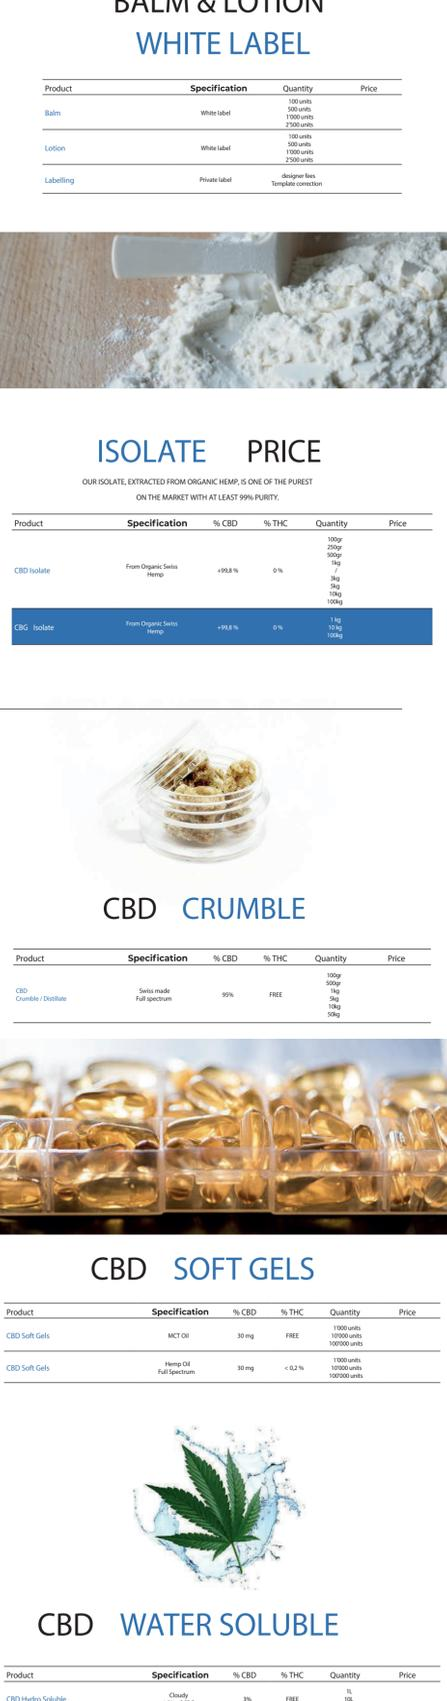 BALM & LOTION
WHITE LABEL
Product Specification Quantity Price
Balm White label 100 units
500 units
1'000 units
2'500 units
Lotion White label 100 units
500 units
1'000 units
2'500 units
Labelling Private label designer fees
Template correction
ISOLATE PRICE
OUR ISOLATE, EXTRACTED FROM ORGANIC HEMP, IS ONE OF THE PUREST
ON THE MARKET WITH AT LEAST 99% PURITY.
Product Specification % CBD % THC Quantity Price
CBD Isolate From Organic Swiss
Hemp +99,8 % 0 % 100gr
250gr
500gr
1kg
/
3kg
5kg
10kg
100kg
CBG Isolate From Organic Swiss
Hemp +99,8 % 0 % 1 kg
10 kg
100kg
CBD CRUMBLE
Product Specification % CBD % THC Quantity Price
CBD
Crumble / Distillate Swiss made
Full spectrum 95% FREE 100gr
500gr
1kg
5kg
10kg
50kg
CBD SOFT GELS
Product Specification % CBD % THC Quantity Price
CBD Soft Gels MCT Oil 30 mg FREE 1'000 units
10'000 units
100'000 units
CBD Soft Gels Hemp Oil
Full Spectrum 30 mg < 0,2 % 1'000 units
10'000 units
100'000 units
CBD WATER SOLUBLE
Product Specification % CBD % THC Quantity Price
CBD Hydro Soluble Cloudy
3% FREE 1L
10L